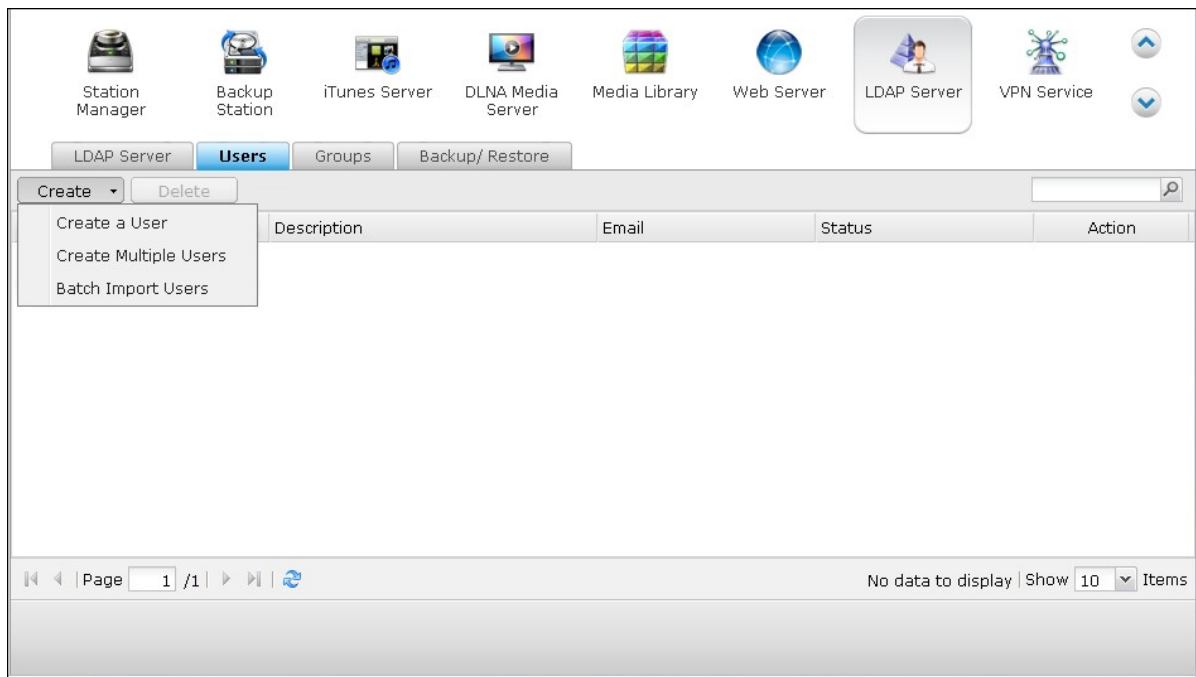 Station Manager
Backup Station
iTunes Server
DLNA Media Server
Media Library
Web Server
LDAP Server
VPN Service
LDAP Server
Users
Groups
Backup/ Restore
Create
Delete
Create a User
Create Multiple Users
Batch Import Users
Description
Email
Status
Action
Page 1 /1
No data to display Show 10 Items